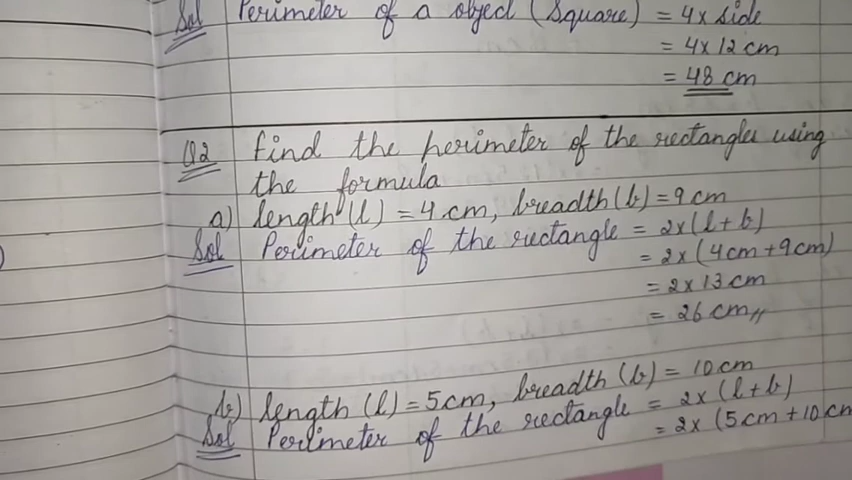 Sol Perimeter of a object (Square) = 4 x side
= 4 x 12 cm
= 48 cm
Q2 find the perimeter of the rectangles using
the formula
a) length (l) = 4 cm, breadth (b) = 9 cm
Sol Perimeter of the rectangle = 2 x (l + b)
= 2 x (4 cm + 9 cm)
= 2 x 13 cm
= 26 cm
b) length (l) = 5 cm, breadth (b) = 10 cm
Sol Perimeter of the rectangle = 2 x (l + b)
= 2 x (5 cm + 10 cm